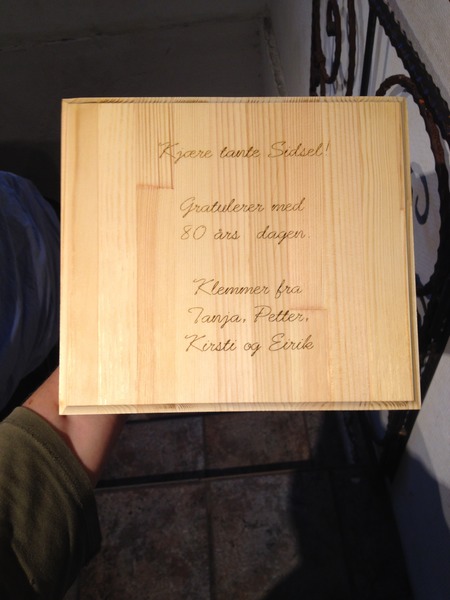 Kjære tante Sidsel!
Gratulerer med
80 års dagen.
Klemmer fra
Tanja, Petter,
Kirsti og Eirik